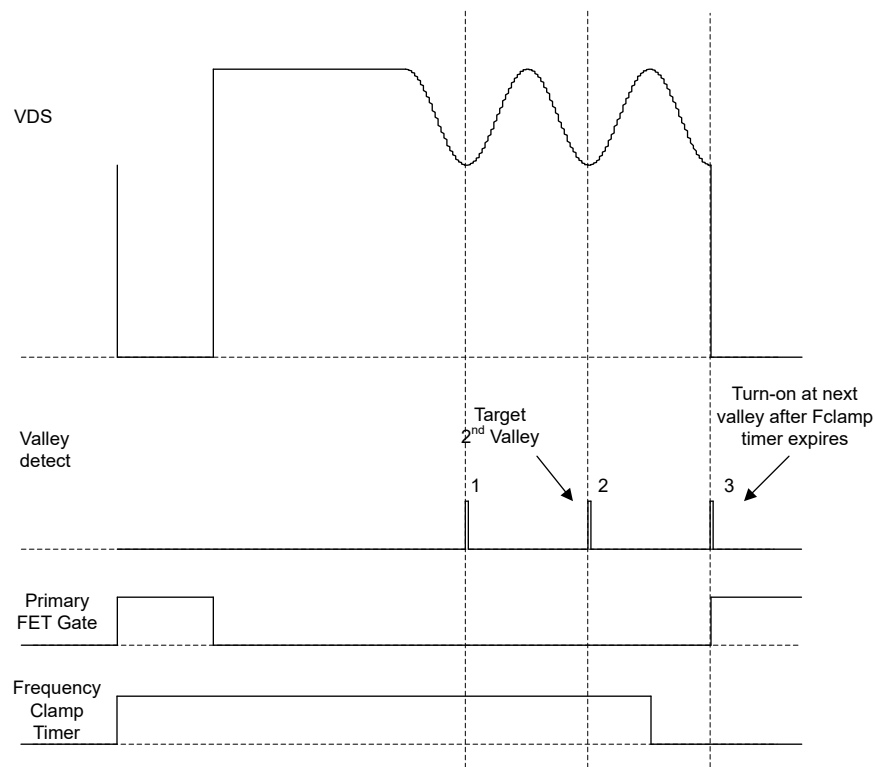 VDS
Turn-on at next
valley after Fclamp
timer expires
Target
2nd Valley
Valley
detect
1
2
3
Primary
FET Gate
Frequency
Clamp
Timer